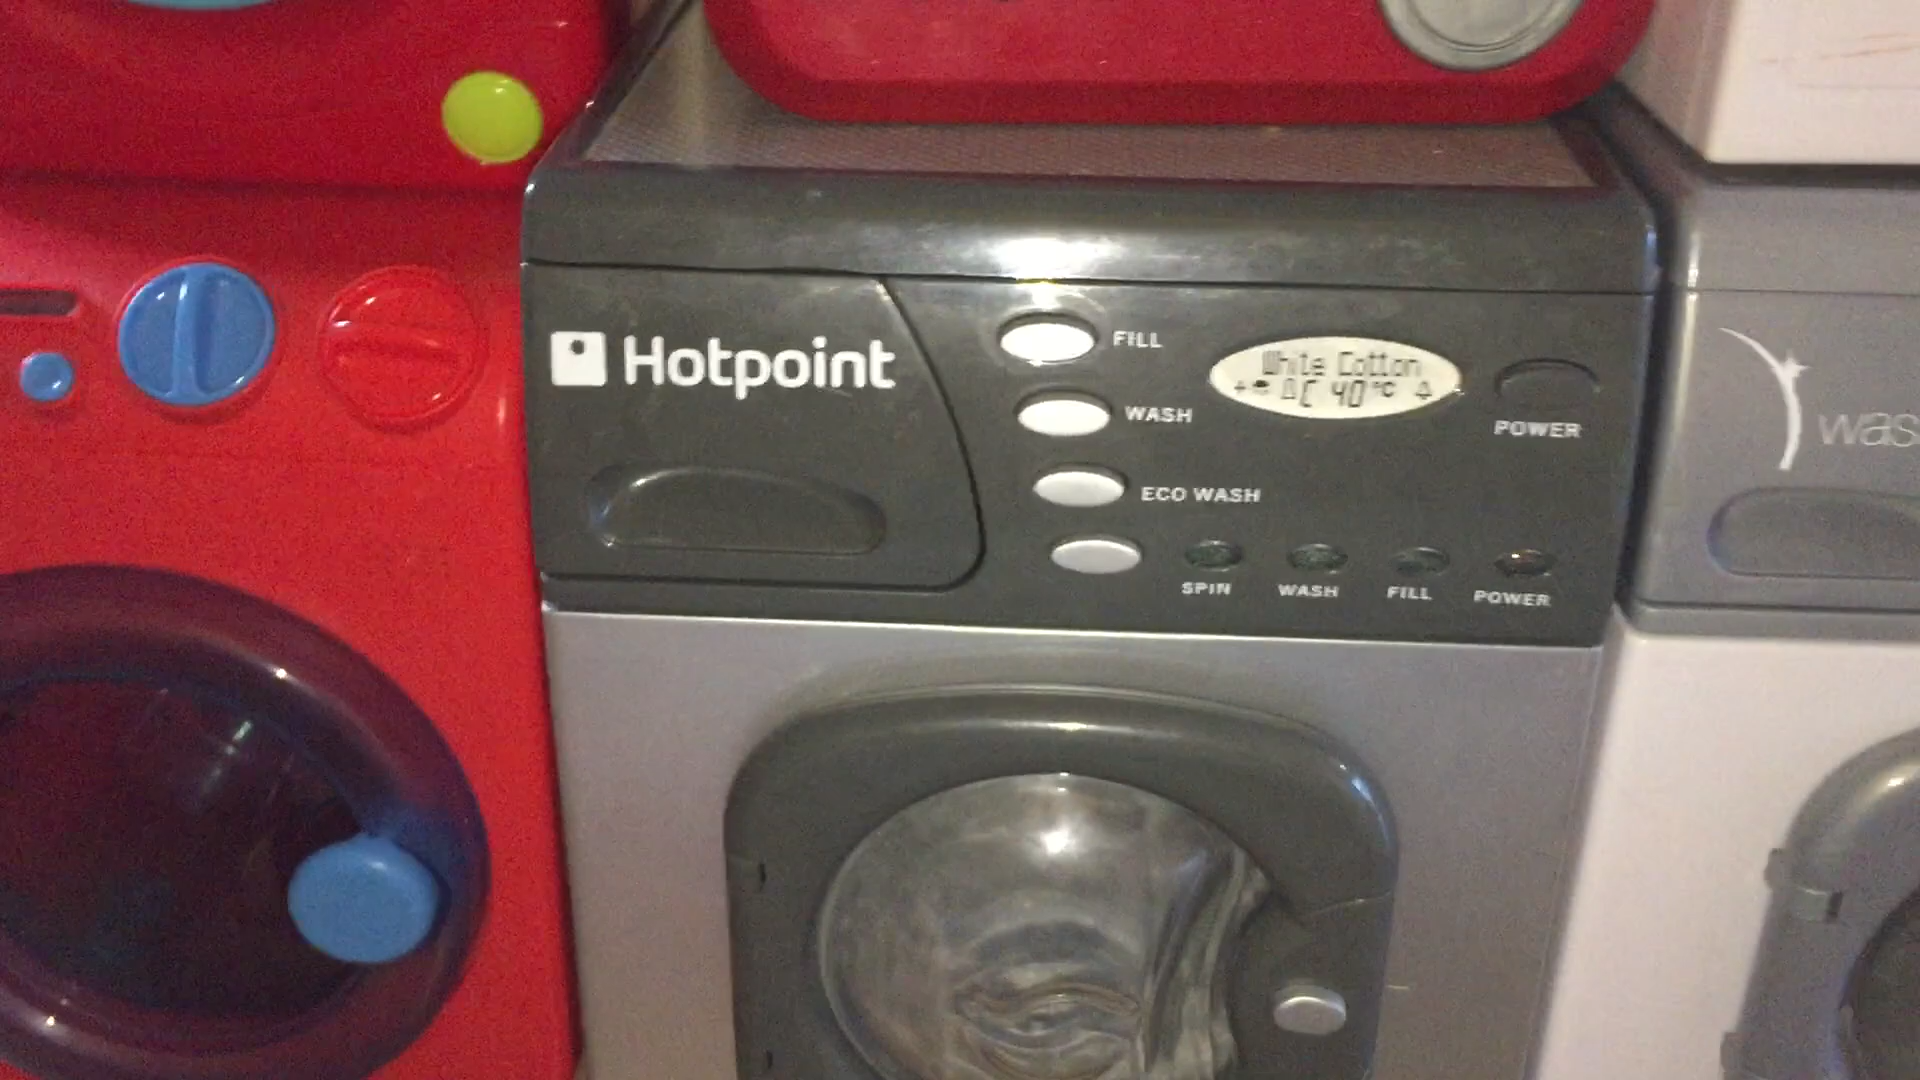 Hotpoint
FILL
WASH
ECO WASH
White Cotton
40°C
POWER
SPIN
WASH
FILL
POWER
was